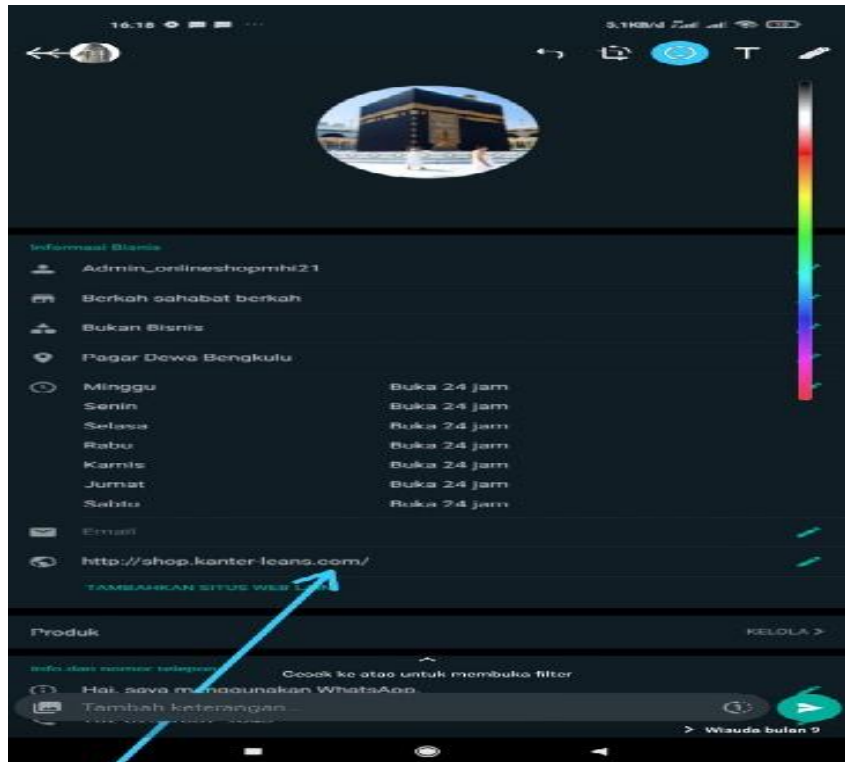 16:18
T
Informasi Bisnis
Admin_onlineshopmhi21
Berkah sahabat berkah
Bukan Bisnis
Pagar Dewa Bengkulu
Minggu Buka 24 jam
Senin Buka 24 jam
Selasa Buka 24 jam
Rabu Buka 24 jam
Kamis Buka 24 jam
Jumat Buka 24 jam
Sabtu Buka 24 jam
Email
http://shop.kanter-leans.com/
TAMBAHKAN SITUS WEB
Produk KELOLA >
Info dan nomor telepon
Gesek ke atas untuk membuka filter
Hai, saya menggunakan WhatsApp.
Tambah keterangan...
> Wisuda bulan 9